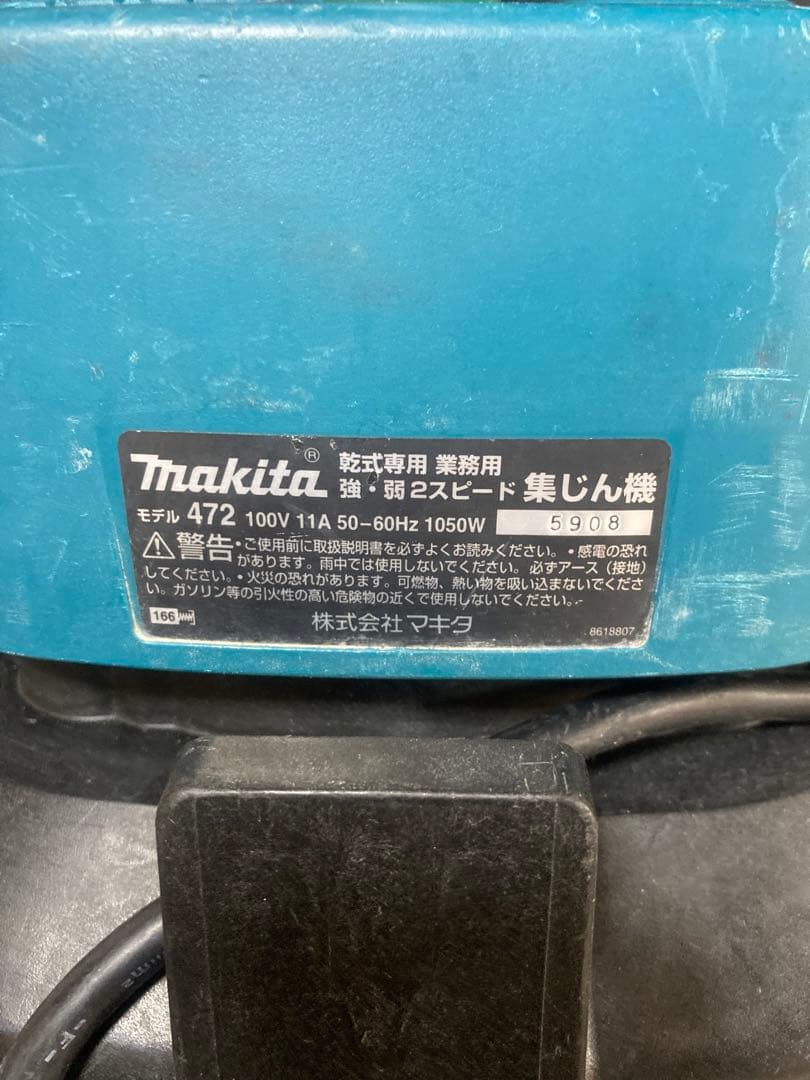 makita® 乾式専用 業務用
強・弱2スピード 集じん機
モデル 472 100V 11A 50-60Hz 1050W 5908
警告・ご使用前に取扱説明書を必ずよくお読みください。・感電の恐れ
があります。雨中では使用しないでください。必ずアース（接地）
してください。・火災の恐れがあります。可燃物、熱い物を吸い込まないでくださ
い。ガソリン等の引火性の高い危険物の近くで使用しないでください。
166 株式会社マキタ 8618807
-F-